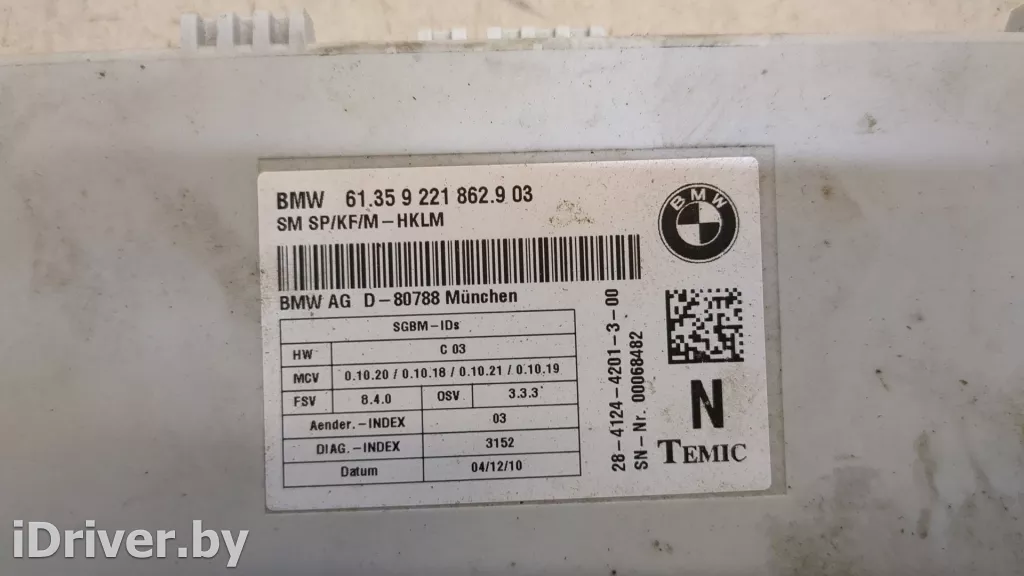 BMW 61.35 9 221 862.9 03
SM SP/KF/M-HKLM
BMW
BMW AG D-80788 München
SGBM-IDs
HW C 03
MCV 0.10.20 / 0.10.18 / 0.10.21 / 0.10.19
FSV 8.4.0 OSV 3.3.3
Aender.-INDEX 03
DIAG.-INDEX 3152
Datum 04/12/10
28-4124-4201-3-00
SN-Nr. 00068482
N
TEMIC
iDriver.by